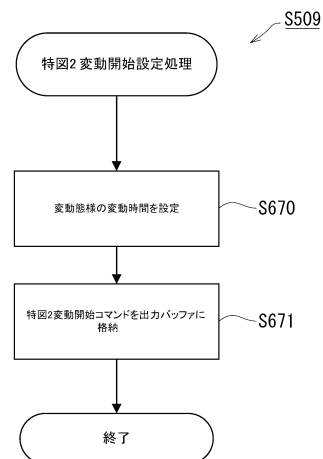 S509
特図2 変動開始設定処理
変動態様の変動時間を設定
S670
特図2変動開始コマンドを出力バッファに
格納
S671
終了